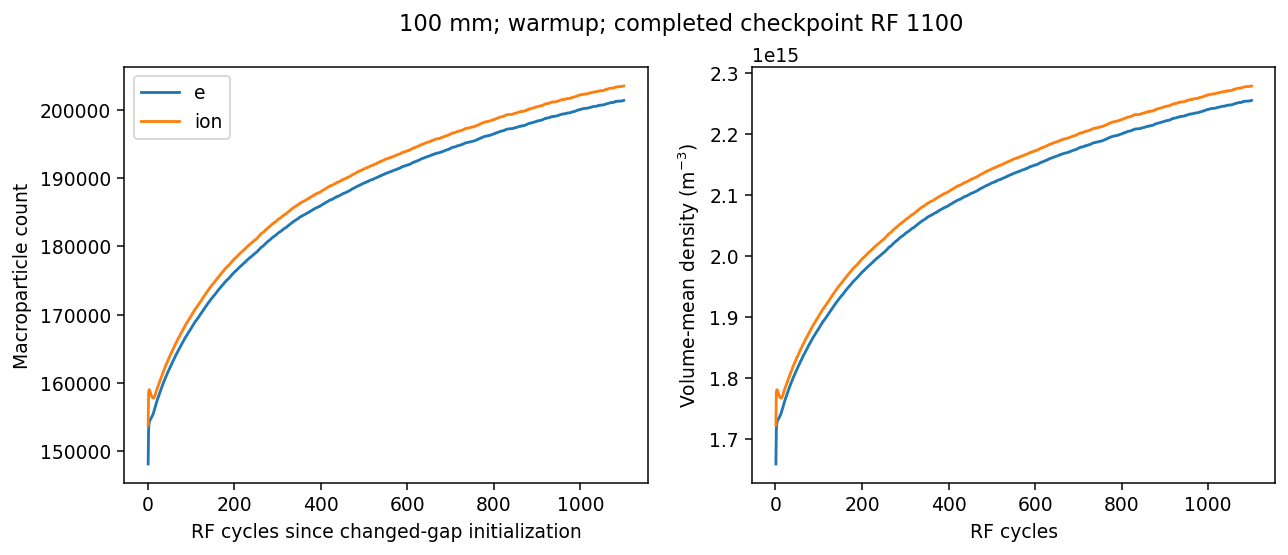 100 mm; warmup; completed checkpoint RF 1100
e
ion
200000
190000
180000
170000
160000
150000
Macroparticle count
0 200 400 600 800 1000
RF cycles since changed-gap initialization
1e15
2.3
2.2
2.1
2.0
1.9
1.8
1.7
Volume-mean density (m⁻³)
0 200 400 600 800 1000
RF cycles